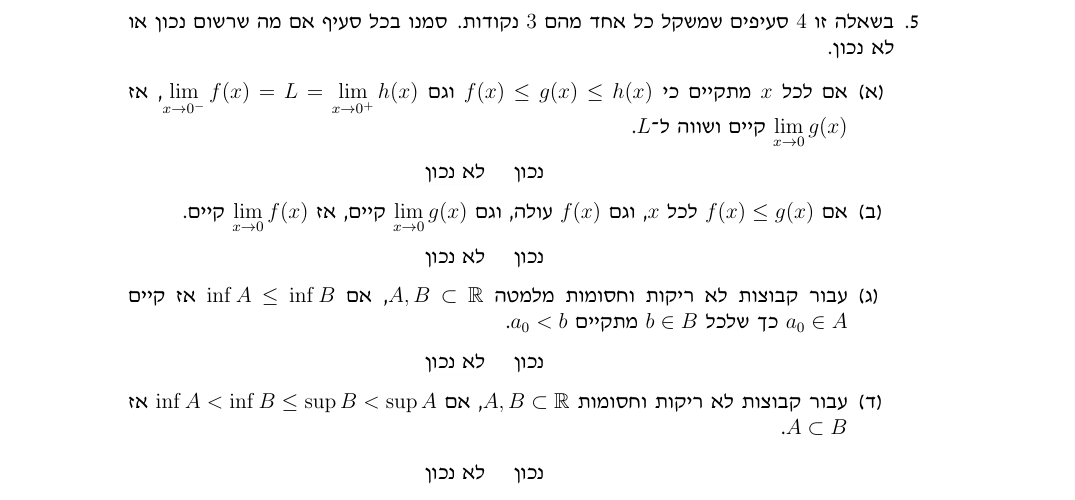 5. בשאלה זו 4 סעיפים שמשקל כל אחד מהם 3 נקודות. סמנו בכל סעיף אם מה שרשום נכון או
לא נכון.
(א) אם לכל x מתקיים כי f(x) ≤ g(x) ≤ h(x) וגם lim_{x→0⁻} f(x) = L = lim_{x→0⁺} h(x), אז
lim_{x→0} g(x) קיים ושווה ל־L.
נכון לא נכון
(ב) אם f(x) ≤ g(x) לכל x, וגם f(x) עולה, וגם lim_{x→0} g(x) קיים, אז lim_{x→0} f(x) קיים.
נכון לא נכון
(ג) עבור קבוצות לא ריקות וחסומות מלמטה A, B ⊂ ℝ, אם inf A ≤ inf B אז קיים
a₀ ∈ A כך שלכל b ∈ B מתקיים a₀ < b.
נכון לא נכון
(ד) עבור קבוצות לא ריקות וחסומות A, B ⊂ ℝ, אם inf A < inf B ≤ sup B < sup A אז
A ⊂ B.
נכון לא נכון